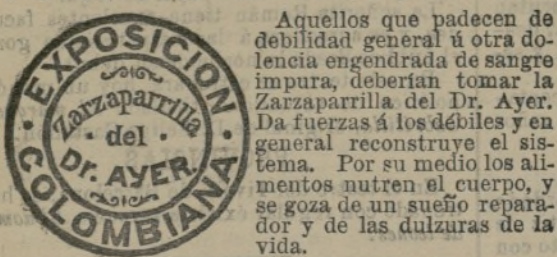 EXPOSICION
Zarzaparrilla
del
Dr. AYER.
COLOMBIANA
Aquellos que padecen de
debilidad general ú otra do-
lencia engendrada de sangre
impura, deberían tomar la
Zarzaparrilla del Dr. Ayer.
Da fuerzas á los débiles y en
general reconstruye el sis-
tema. Por su medio los ali-
mentos nutren el cuerpo, y
se goza de un sueño repara-
dor y de las dulzuras de la
vida.